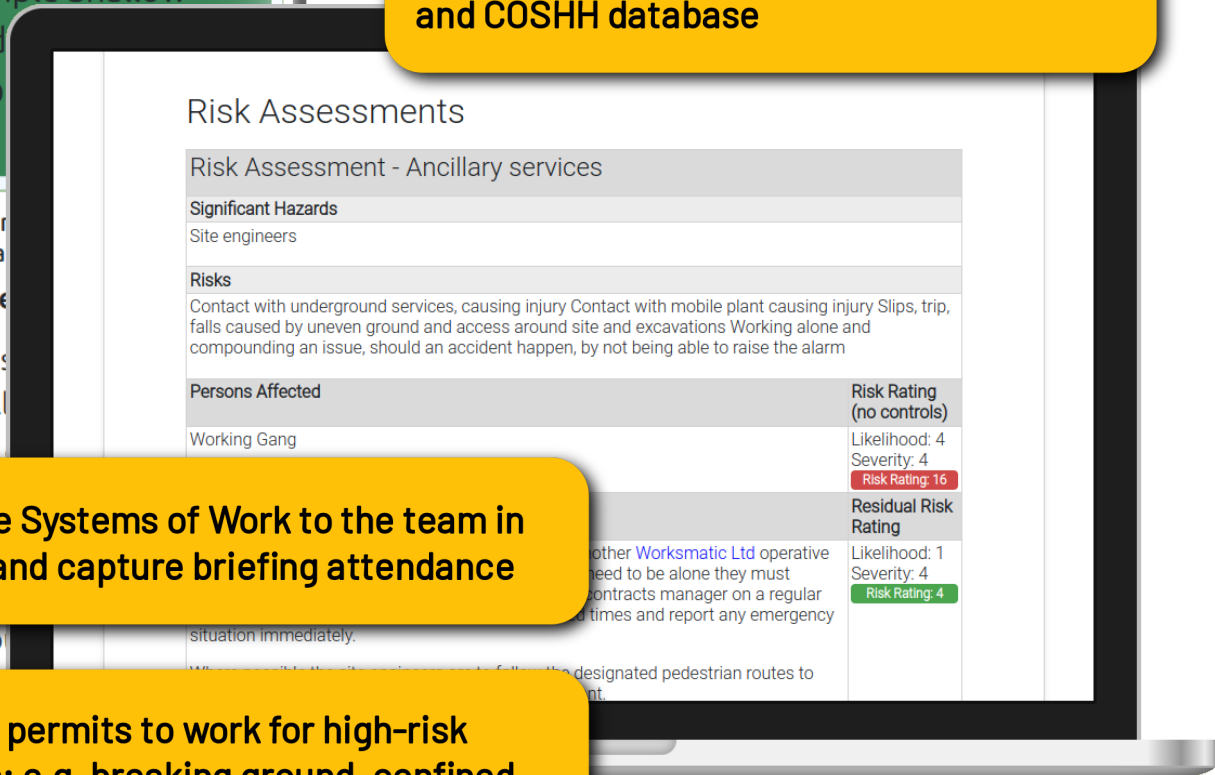 and COSHH database
Risk Assessments
Risk Assessment - Ancillary services
Significant Hazards
Site engineers
Risks
Contact with underground services, causing injury Contact with mobile plant causing injury Slips, trip,
falls caused by uneven ground and access around site and excavations Working alone and
compounding an issue, should an accident happen, by not being able to raise the alarm
Persons Affected
Risk Rating
(no controls)
Working Gang
Likelihood: 4
Severity: 4
Risk Rating: 16
Residual Risk
Rating
Systems of Work to the team in
and capture briefing attendance
Worksmatic Ltd operative
need to be alone they must
contracts manager on a regular
times and report any emergency
situation immediately.
Likelihood: 1
Severity: 4
Risk Rating: 4
designated pedestrian routes to
permits to work for high-risk
e.g. breaking ground, confined